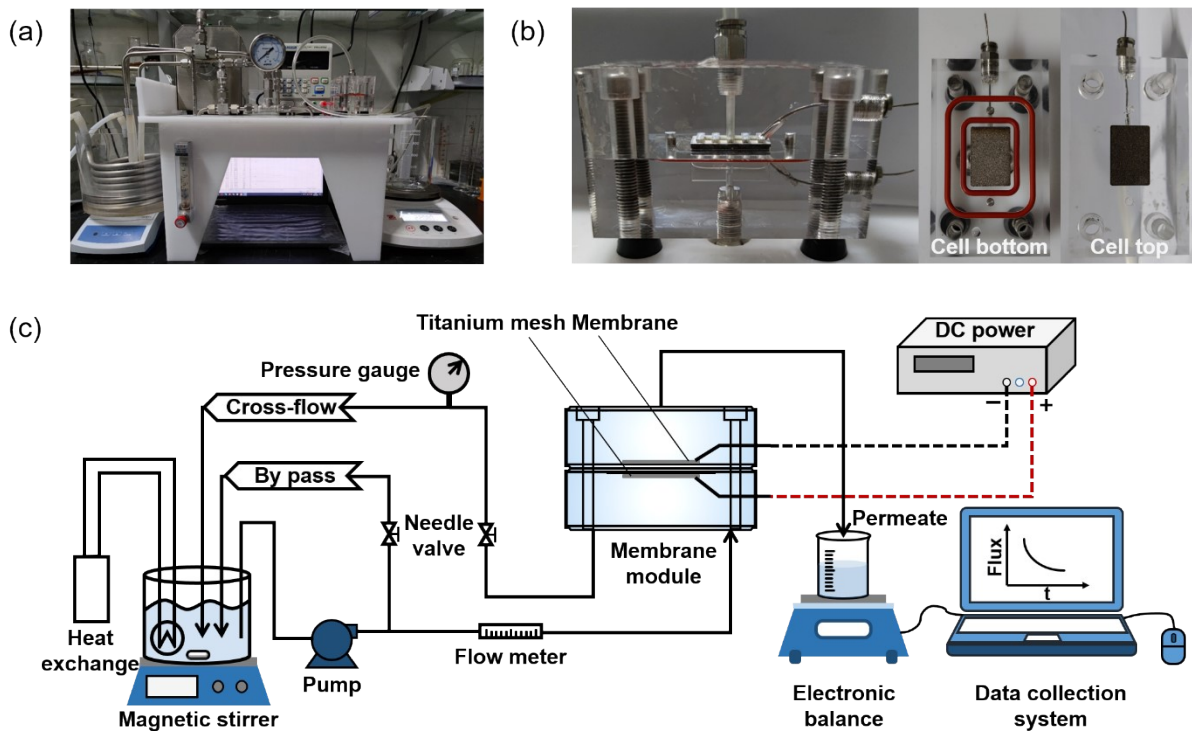 (a)
(b)
Cell bottom
Cell top
(c)
Titanium mesh Membrane
DC power
Pressure gauge
Cross-flow
− +
By pass
Needle
valve
Permeate
Membrane
module
Flux
t
Heat
exchange
Flow meter
Pump
Magnetic stirrer
Electronic
balance
Data collection
system